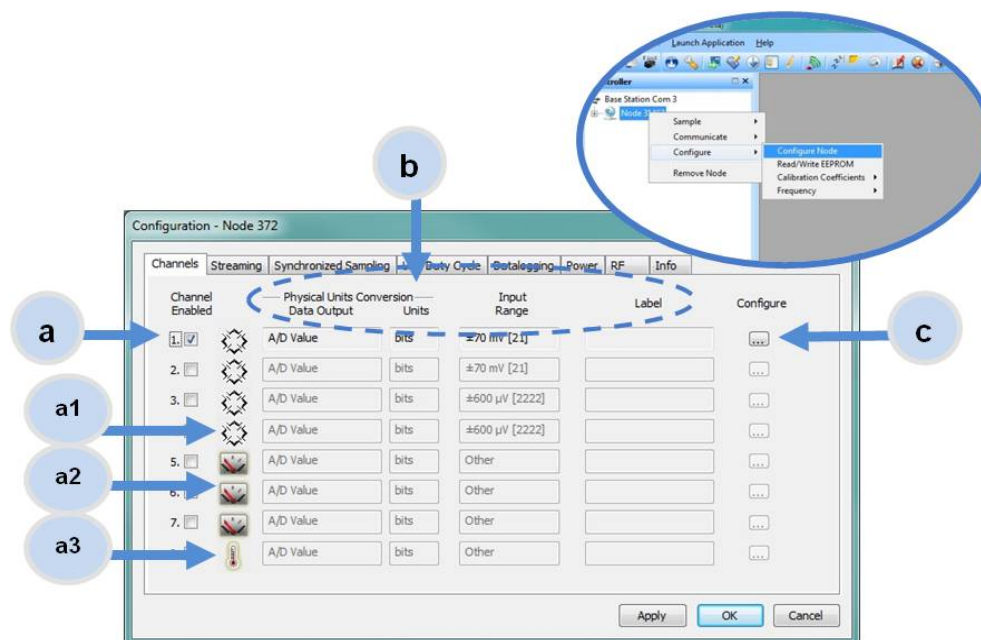 Launch Application Help
Base Station Com 3
Node
Sample
Communicate
Configure
Remove Node
Configure Node
Read/Write EEPROM
Calibration Coefficients
Frequency
b
Configuration - Node 372
Channels Streaming Synchronized Sampling Duty Cycle Datalogging Power RF Info
Channel Enabled
Physical Units Conversion
Data Output Units
Input Range
Label
Configure
a
1. A/D Value bits ±70 mV [21] ...
c
2. A/D Value bits ±70 mV [21] ...
a1
3. A/D Value bits ±600 µV [2222] ...
A/D Value bits ±600 µV [2222] ...
a2
5. A/D Value bits Other ...
6. A/D Value bits Other ...
a3
7. A/D Value bits Other ...
A/D Value bits Other ...
Apply OK Cancel